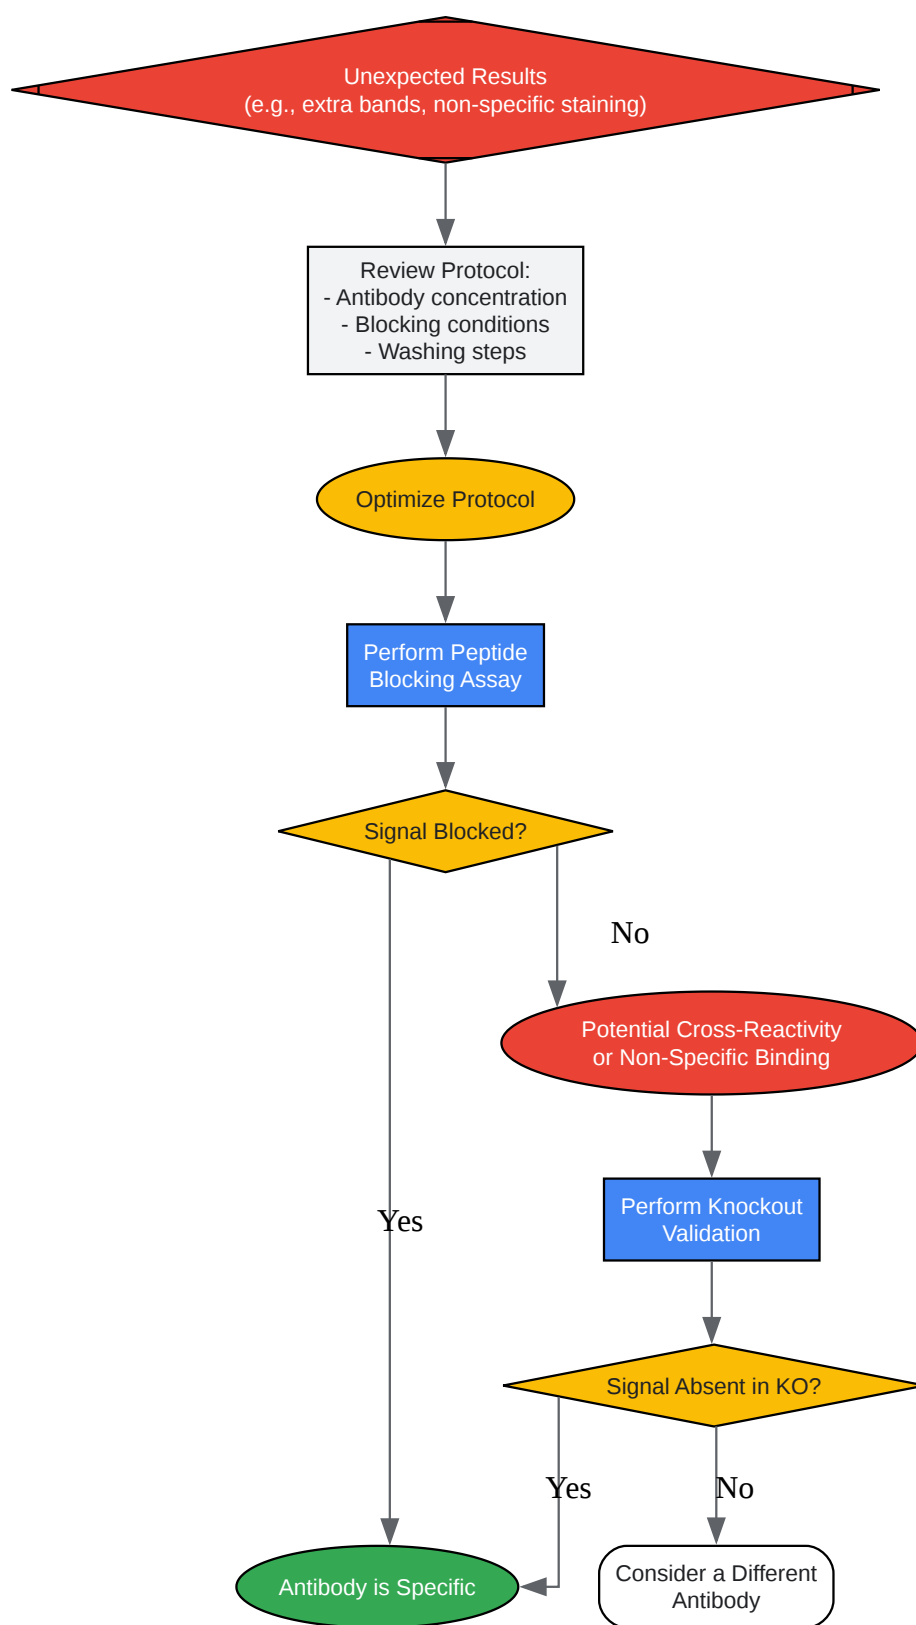 Unexpected Results
(e.g., extra bands, non-specific staining)
Review Protocol:
- Antibody concentration
- Blocking conditions
- Washing steps
Optimize Protocol
Perform Peptide
Blocking Assay
Signal Blocked?
No
Potential Cross-Reactivity
or Non-Specific Binding
Perform Knockout
Validation
Yes
Signal Absent in KO?
Yes
No
Antibody is Specific
Consider a Different
Antibody